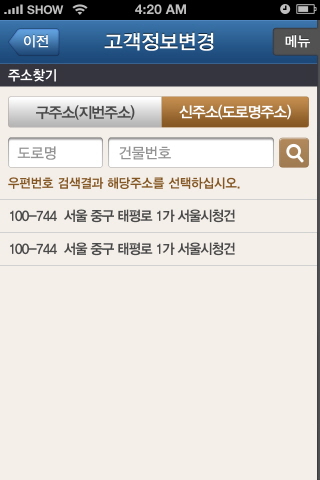 SHOW 4:20 AM
이전 고객정보변경 메뉴
주소찾기
구주소(지번주소) 신주소(도로명주소)
도로명 건물번호
우편번호 검색결과 해당주소를 선택하십시오.
100-744 서울 중구 태평로 1가 서울시청건
100-744 서울 중구 태평로 1가 서울시청건